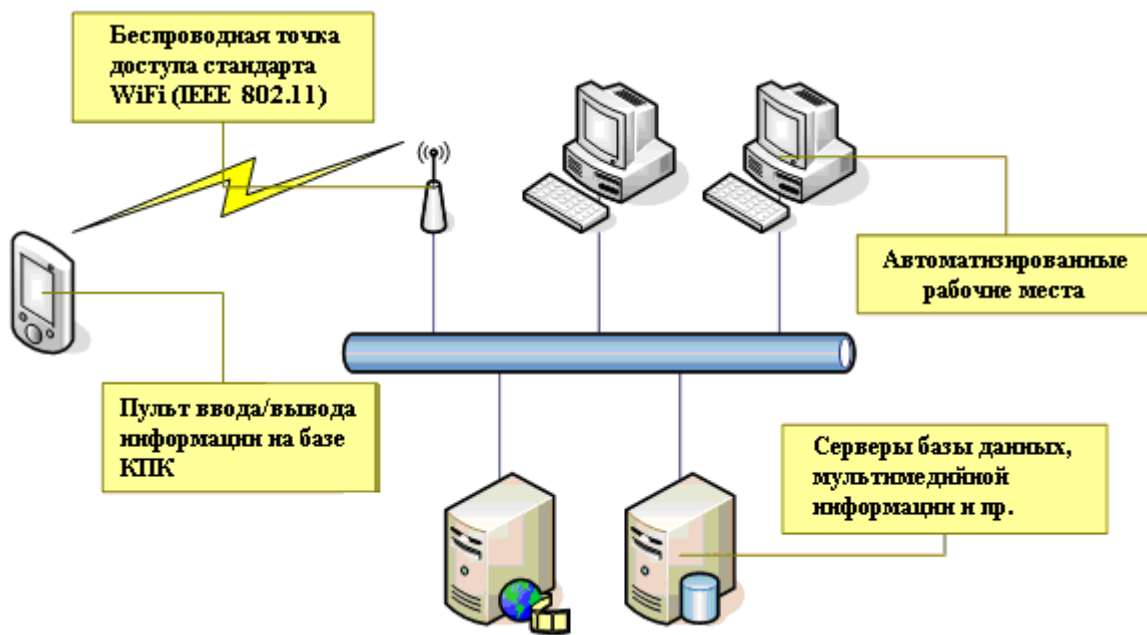 Беспроводная точка
доступа стандарта
WiFi (IEEE 802.11)
Автоматизированные
рабочие места
Пульт ввода/вывода
информации на базе
КПК
Серверы базы данных,
мультимедийной
информации и пр.